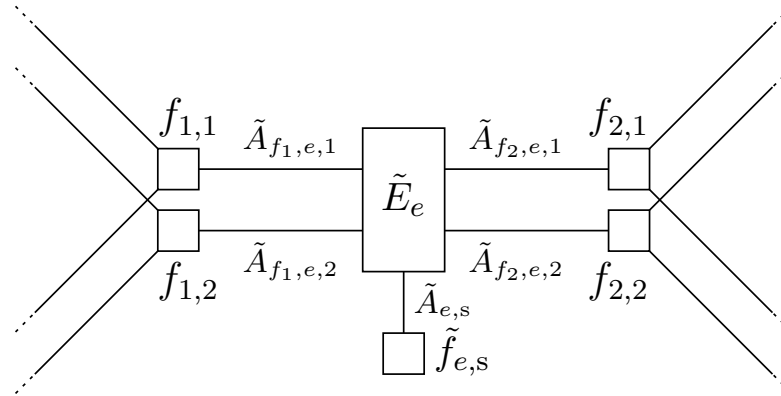 f_{1,1} f_{2,1}
Ã_{f_1,e,1} Ã_{f_2,e,1}
Ẽ_e
Ã_{f_1,e,2} Ã_{f_2,e,2}
f_{1,2} f_{2,2}
Ã_{e,s}
f̃_{e,s}